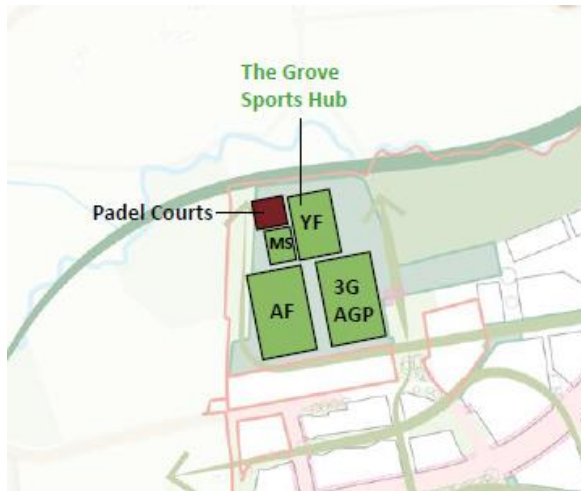 The Grove
Sports Hub
Padel Courts
YF
MS
AF
3G
AGP